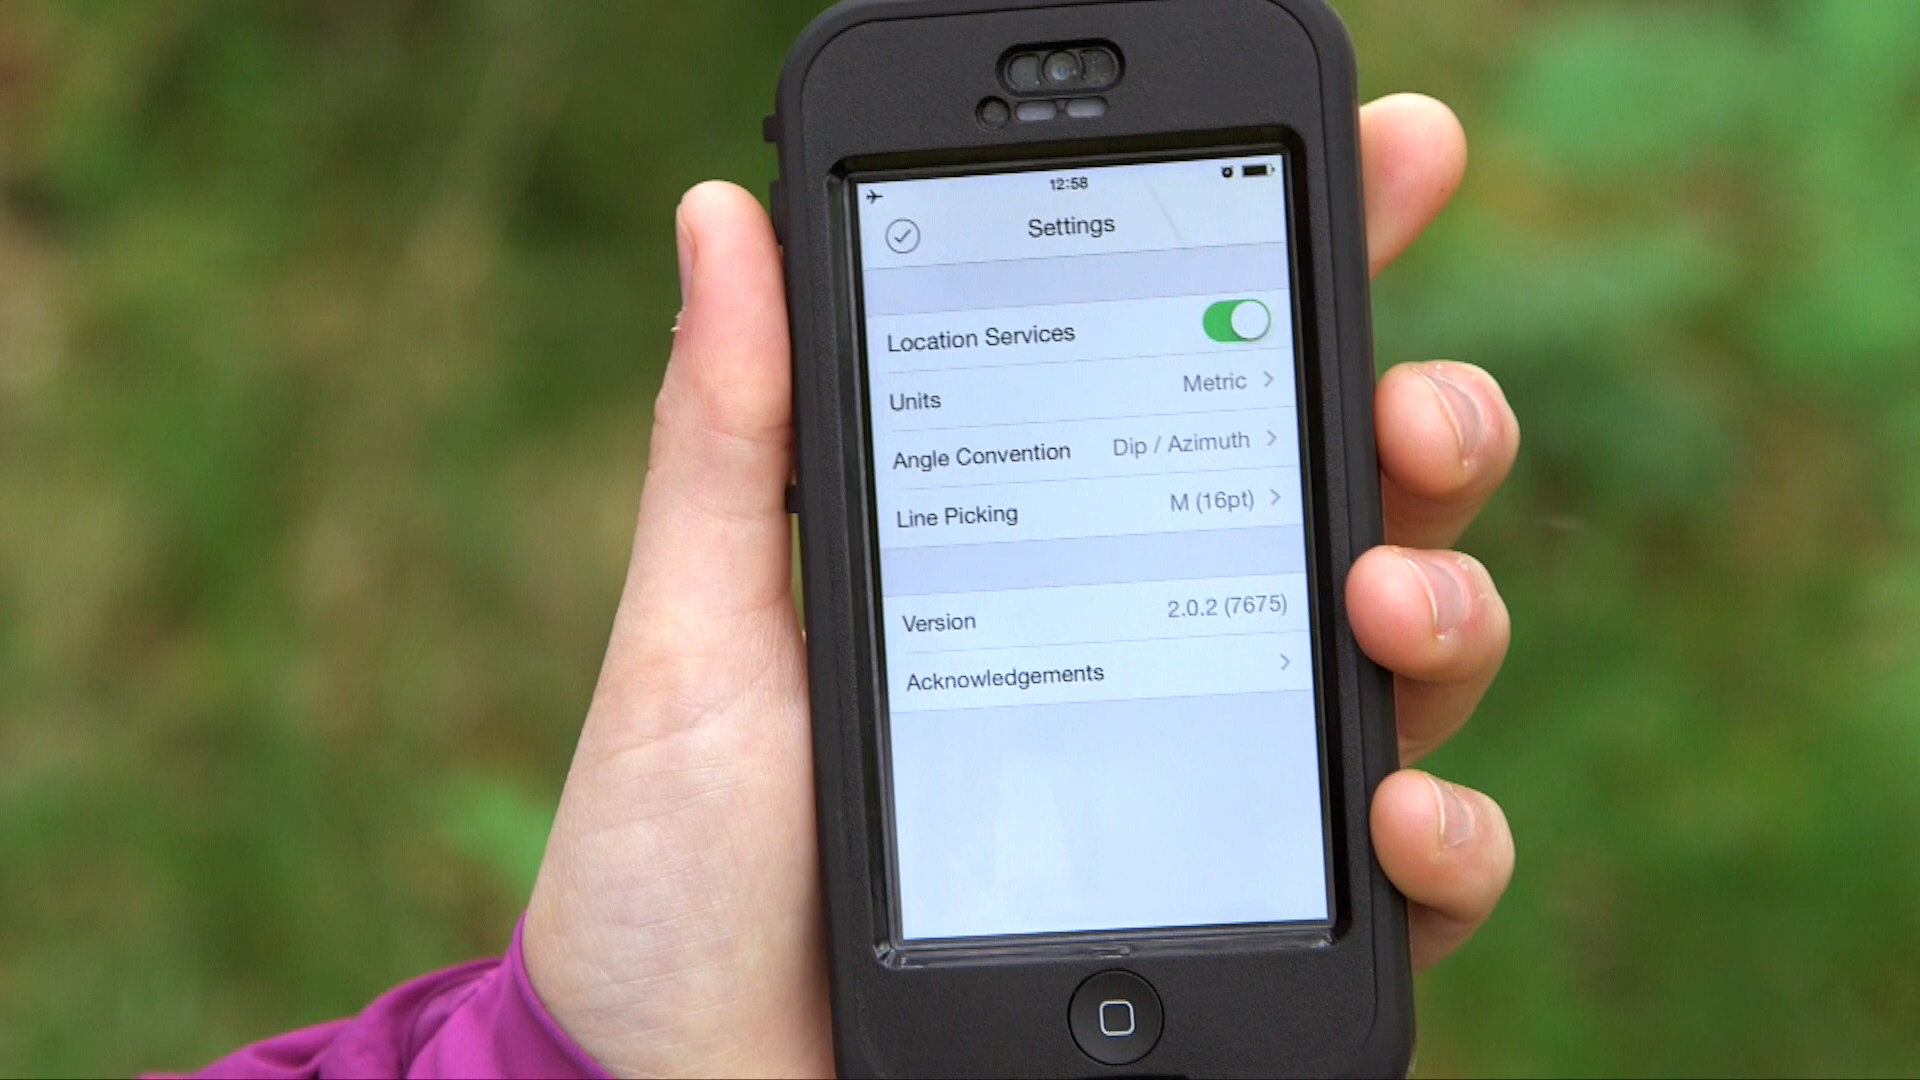 12:58
Settings
Location Services
Units Metric
Angle Convention Dip / Azimuth
Line Picking M (16pt)
Version 2.0.2 (7675)
Acknowledgements